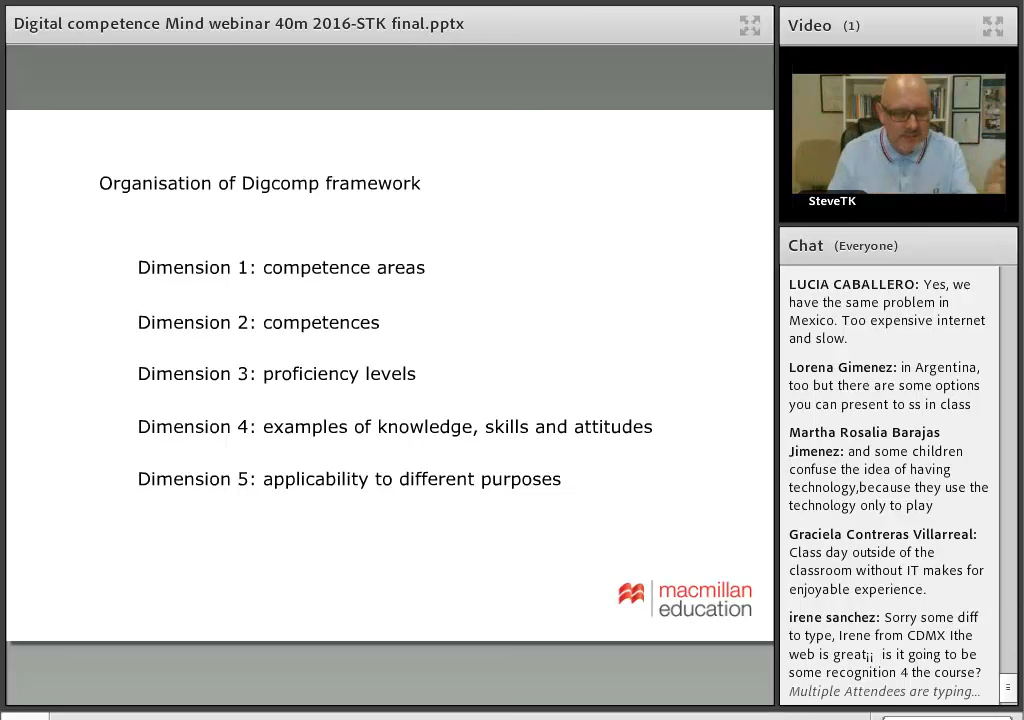 Digital competence Mind webinar 40m 2016-STK final.pptx
Organisation of Digcomp framework
Dimension 1: competence areas
Dimension 2: competences
Dimension 3: proficiency levels
Dimension 4: examples of knowledge, skills and attitudes
Dimension 5: applicability to different purposes
macmillan
education
Video (1)
SteveTK
Chat (Everyone)
LUCIA CABALLERO: Yes, we
have the same problem in
Mexico. Too expensive internet
and slow.
Lorena Gimenez: in Argentina,
too but there are some options
you can present to ss in class
Martha Rosalia Barajas
Jimenez: and some children
confuse the idea of having
technology,because they use the
technology only to play
Graciela Contreras Villarreal:
Class day outside of the
classroom without IT makes for
enjoyable experience.
irene sanchez: Sorry some diff
to type, Irene from CDMX Ithe
web is great¡¡ is it going to be
some recognition 4 the course?
Multiple Attendees are typing...